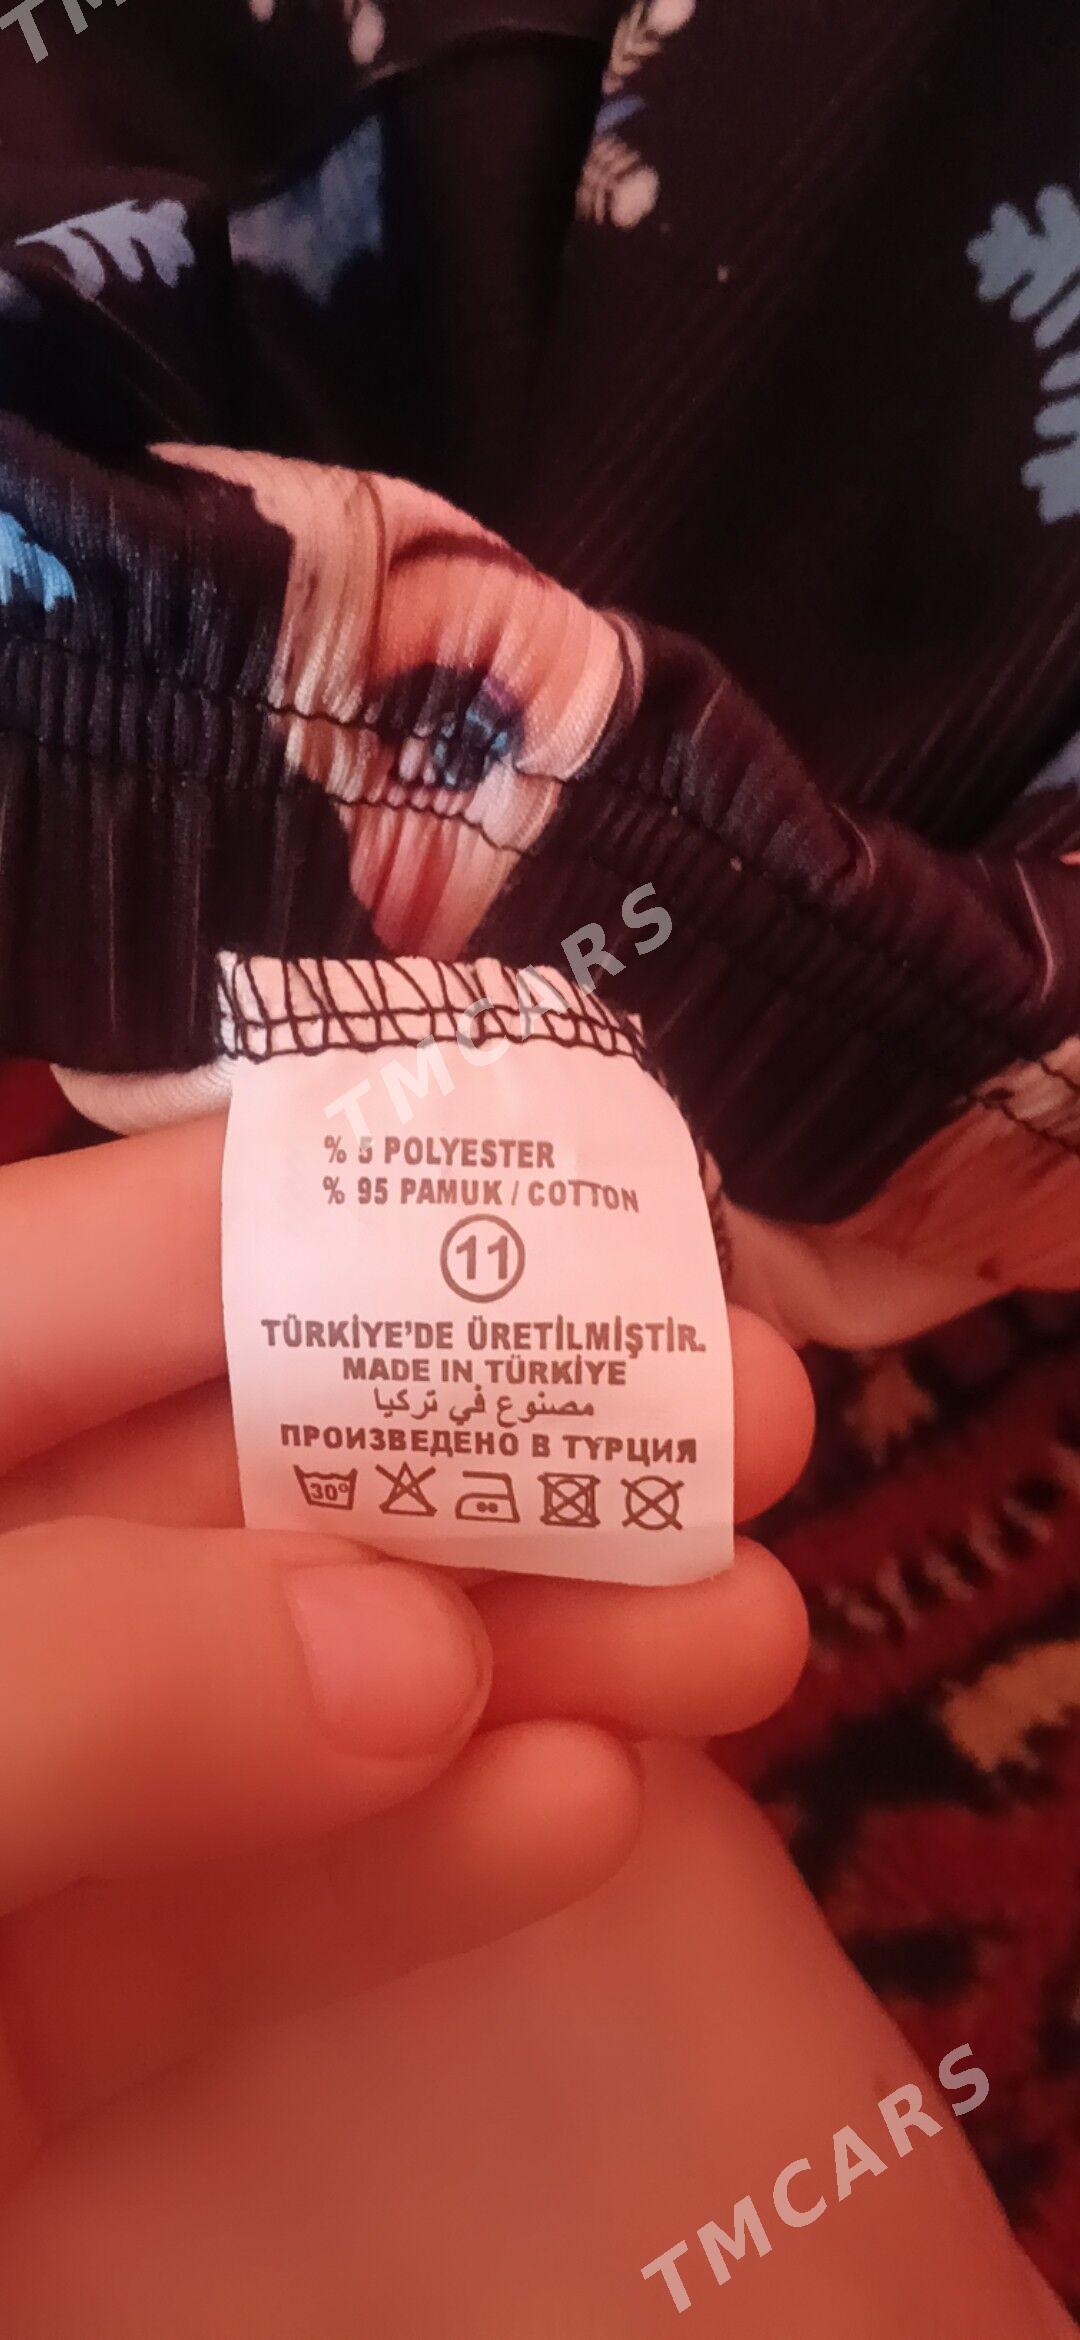 TM
TMCARS
% 5 POLYESTER
% 95 PAMUK / COTTON
11
TÜRKİYE'DE ÜRETİLMİŞTİR.
MADE IN TÜRKİYE
مصنوع في تركيا
ПРОИЗВЕДЕНО В ТУРЦИЯ
30°
TMCARS